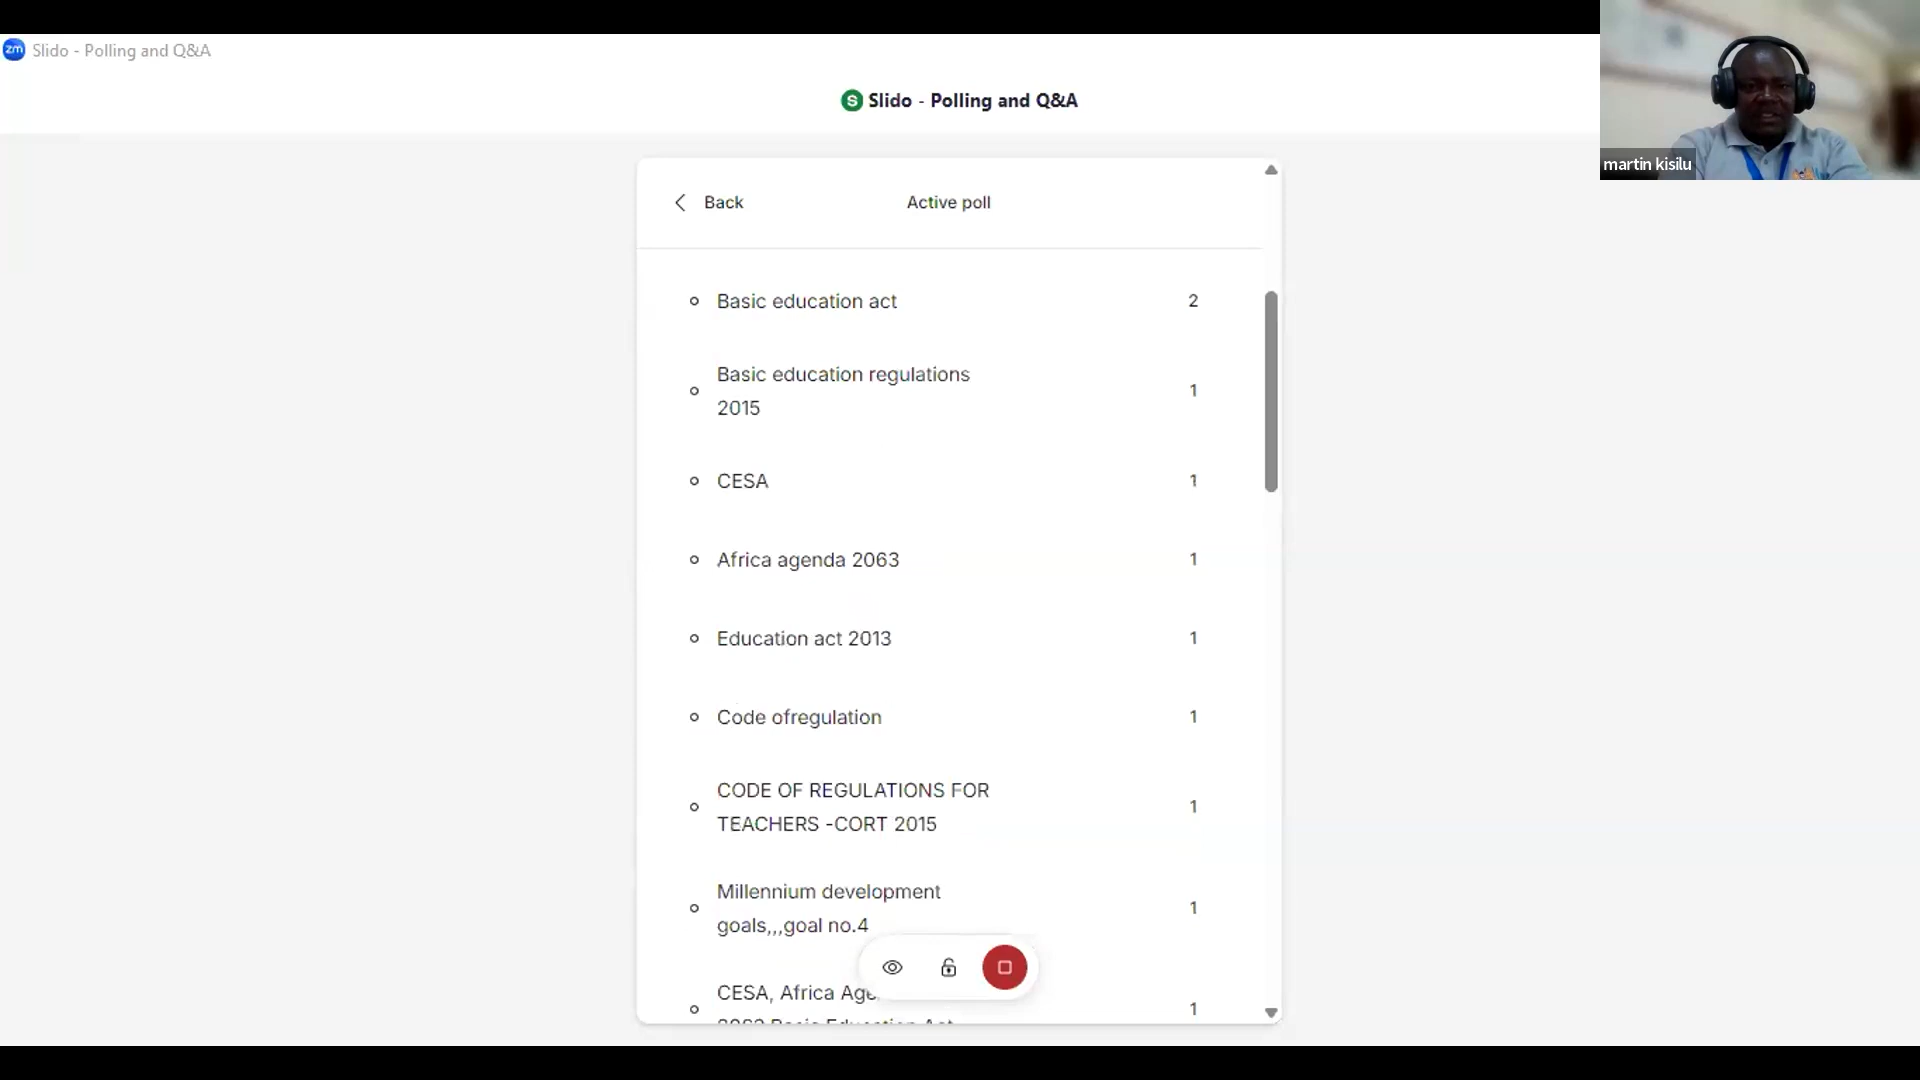 zm Slido - Polling and Q&A
S Slido - Polling and Q&A
martin kisilu
Back Active poll
Basic education act 2
Basic education regulations
2015 1
CESA 1
Africa agenda 2063 1
Education act 2013 1
Code ofregulation 1
CODE OF REGULATIONS FOR
TEACHERS -CORT 2015 1
Millennium development
goals,,,goal no.4 1
CESA, Africa
1